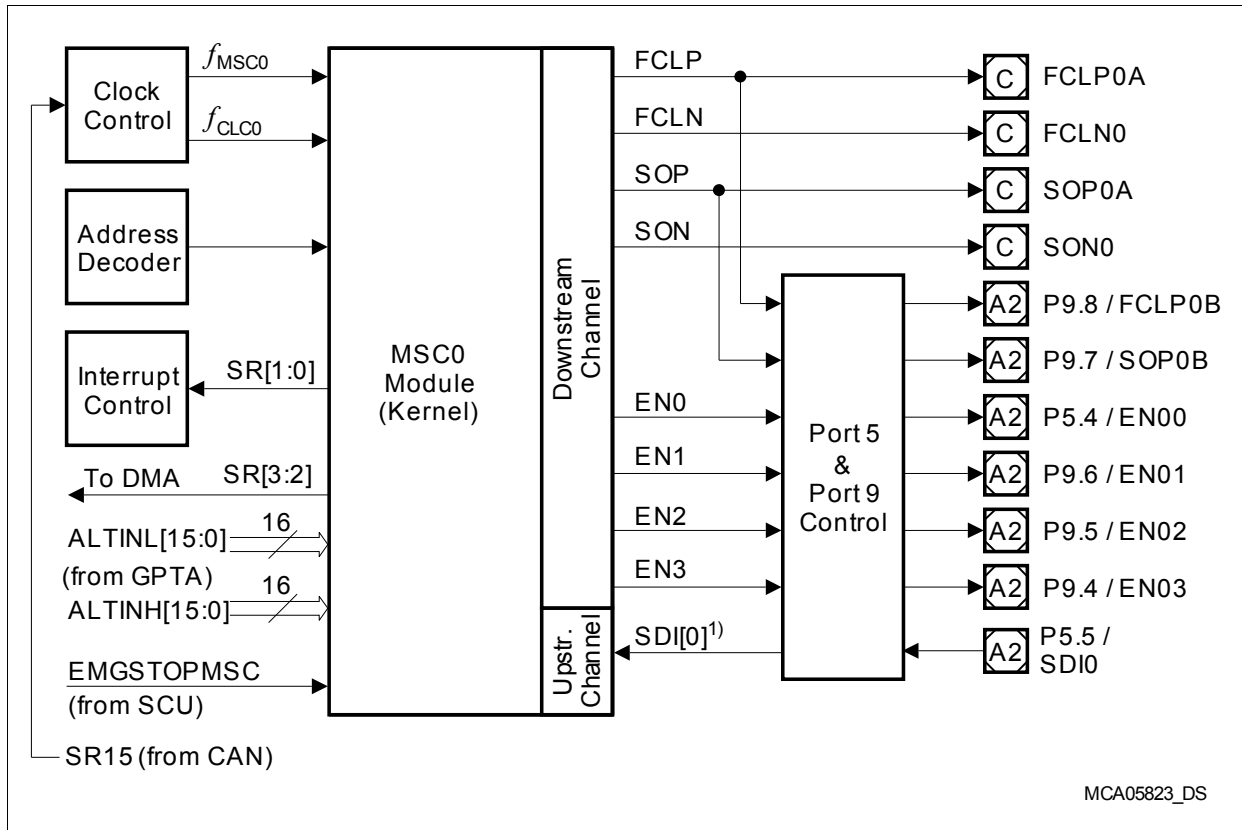 Clock
Control
fMSC0
fCLC0
Address
Decoder
Interrupt
Control
SR[1:0]
To DMA
SR[3:2]
ALTINL[15:0]
16
(from GPTA)
16
ALTINH[15:0]
EMGSTOPMSC
(from SCU)
SR15 (from CAN)
MSC0
Module
(Kernel)
Downstream
Channel
Upstr.
Channel
FCLP
FCLN
SOP
SON
EN0
EN1
EN2
EN3
SDI[0]1)
Port 5
&
Port 9
Control
C FCLP0A
C FCLN0
C SOP0A
C SON0
A2 P9.8 / FCLP0B
A2 P9.7 / SOP0B
A2 P5.4 / EN00
A2 P9.6 / EN01
A2 P9.5 / EN02
A2 P9.4 / EN03
A2 P5.5 /
SDI0
MCA05823_DS